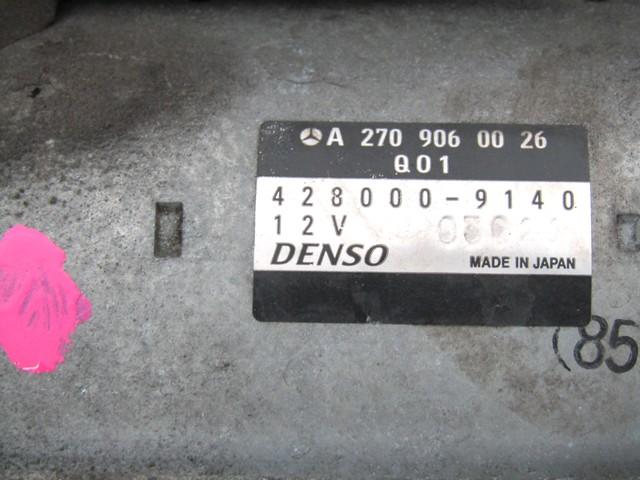 A 270 906 00 26
Q01
428000-9140
12V
DENSO
MADE IN JAPAN
(85